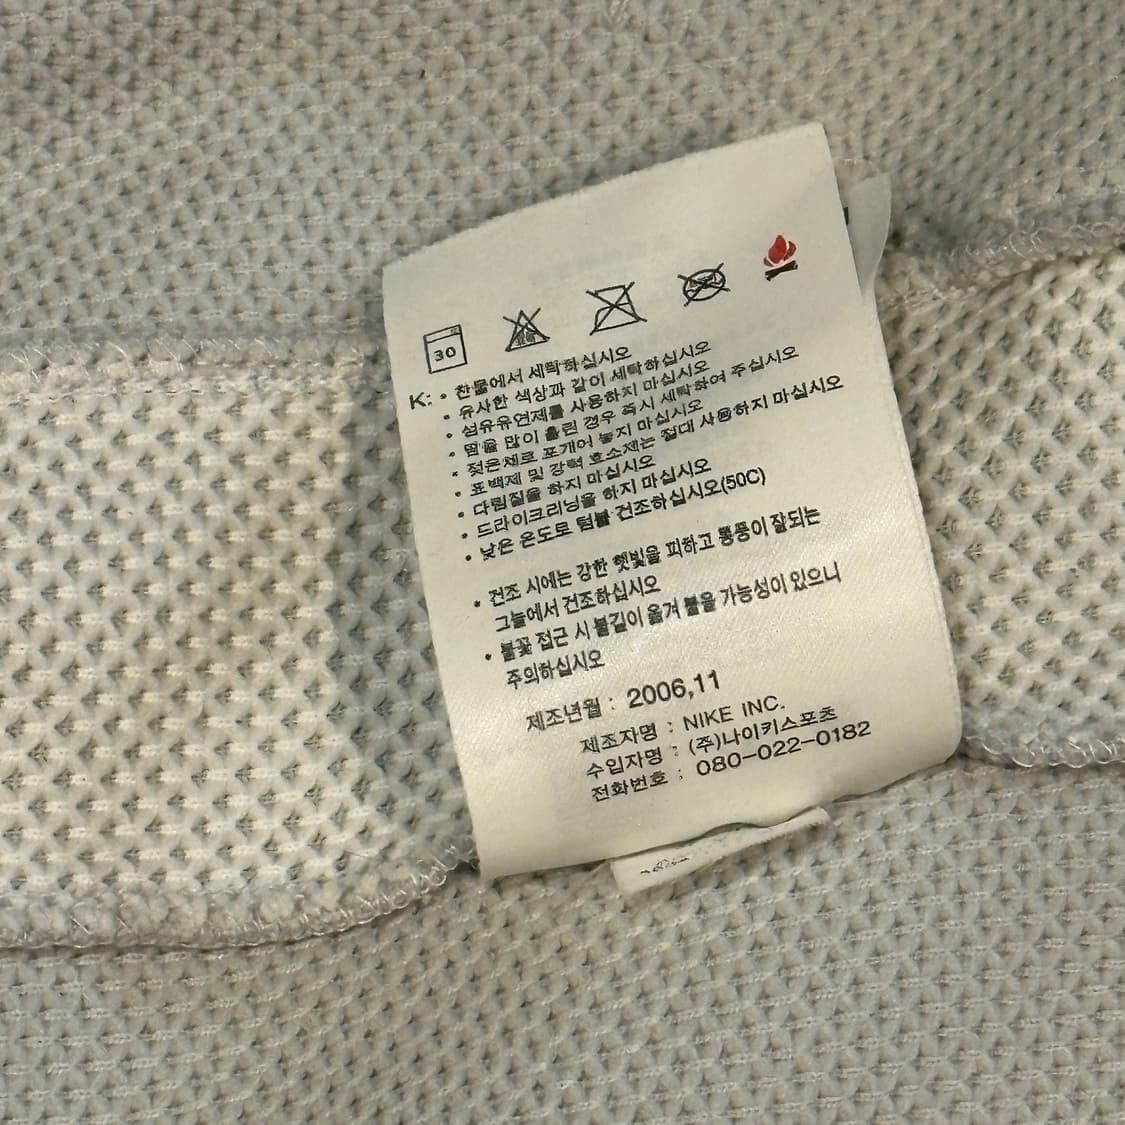 30
K: • 찬물에서 세탁하십시오
• 유사한 색상과 같이 세탁하십시오
• 섬유유연제를 사용하지 마십시오
• 땀을 많이 흘린 경우 즉시 세탁하여 주십시오
• 젖은채로 포개어 놓지 마십시오
• 표백제 및 강력 효소제는 절대 사용하지 마십시오
• 다림질을 하지 마십시오
• 드라이크리닝을 하지 마십시오
• 낮은 온도로 텀블 건조하십시오(50C)
• 건조 시에는 강한 햇빛을 피하고 통풍이 잘되는
그늘에서 건조하십시오
• 불꽃 접근 시 불길이 옮겨 붙을 가능성이 있으니
주의하십시오
제조년월 : 2006,11
제조자명 : NIKE INC.
수입자명 : (주)나이키스포츠
전화번호 : 080-022-0182